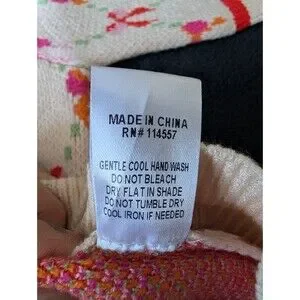 MADE IN CHINA
RN# 114557
GENTLE COOL HAND WASH
DO NOT BLEACH
DRY FLAT IN SHADE
DO NOT TUMBLE DRY
COOL IRON IF NEEDED